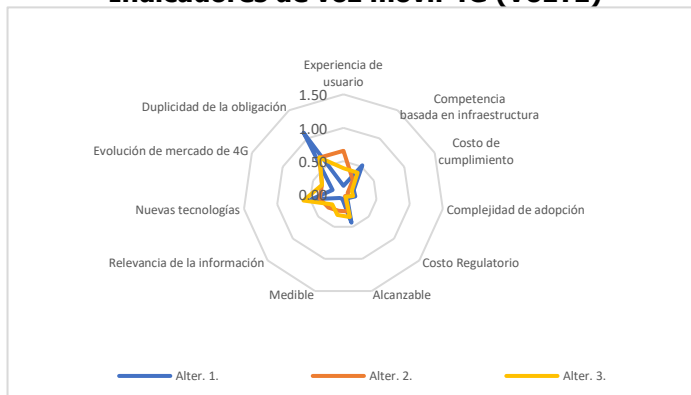 Indicadores de voz móvil 4G (VoLTE)
Experiencia de
usuario
Competencia
basada en infraestructura
Costo de
cumplimiento
Complejidad de adopción
Costo Regulatorio
Alcanzable
Medible
Relevancia de la información
Nuevas tecnologías
Evolución de mercado de 4G
Duplicidad de la obligación
1.50
1.00
0.50
0.00
Alter. 1.
Alter. 2.
Alter. 3.